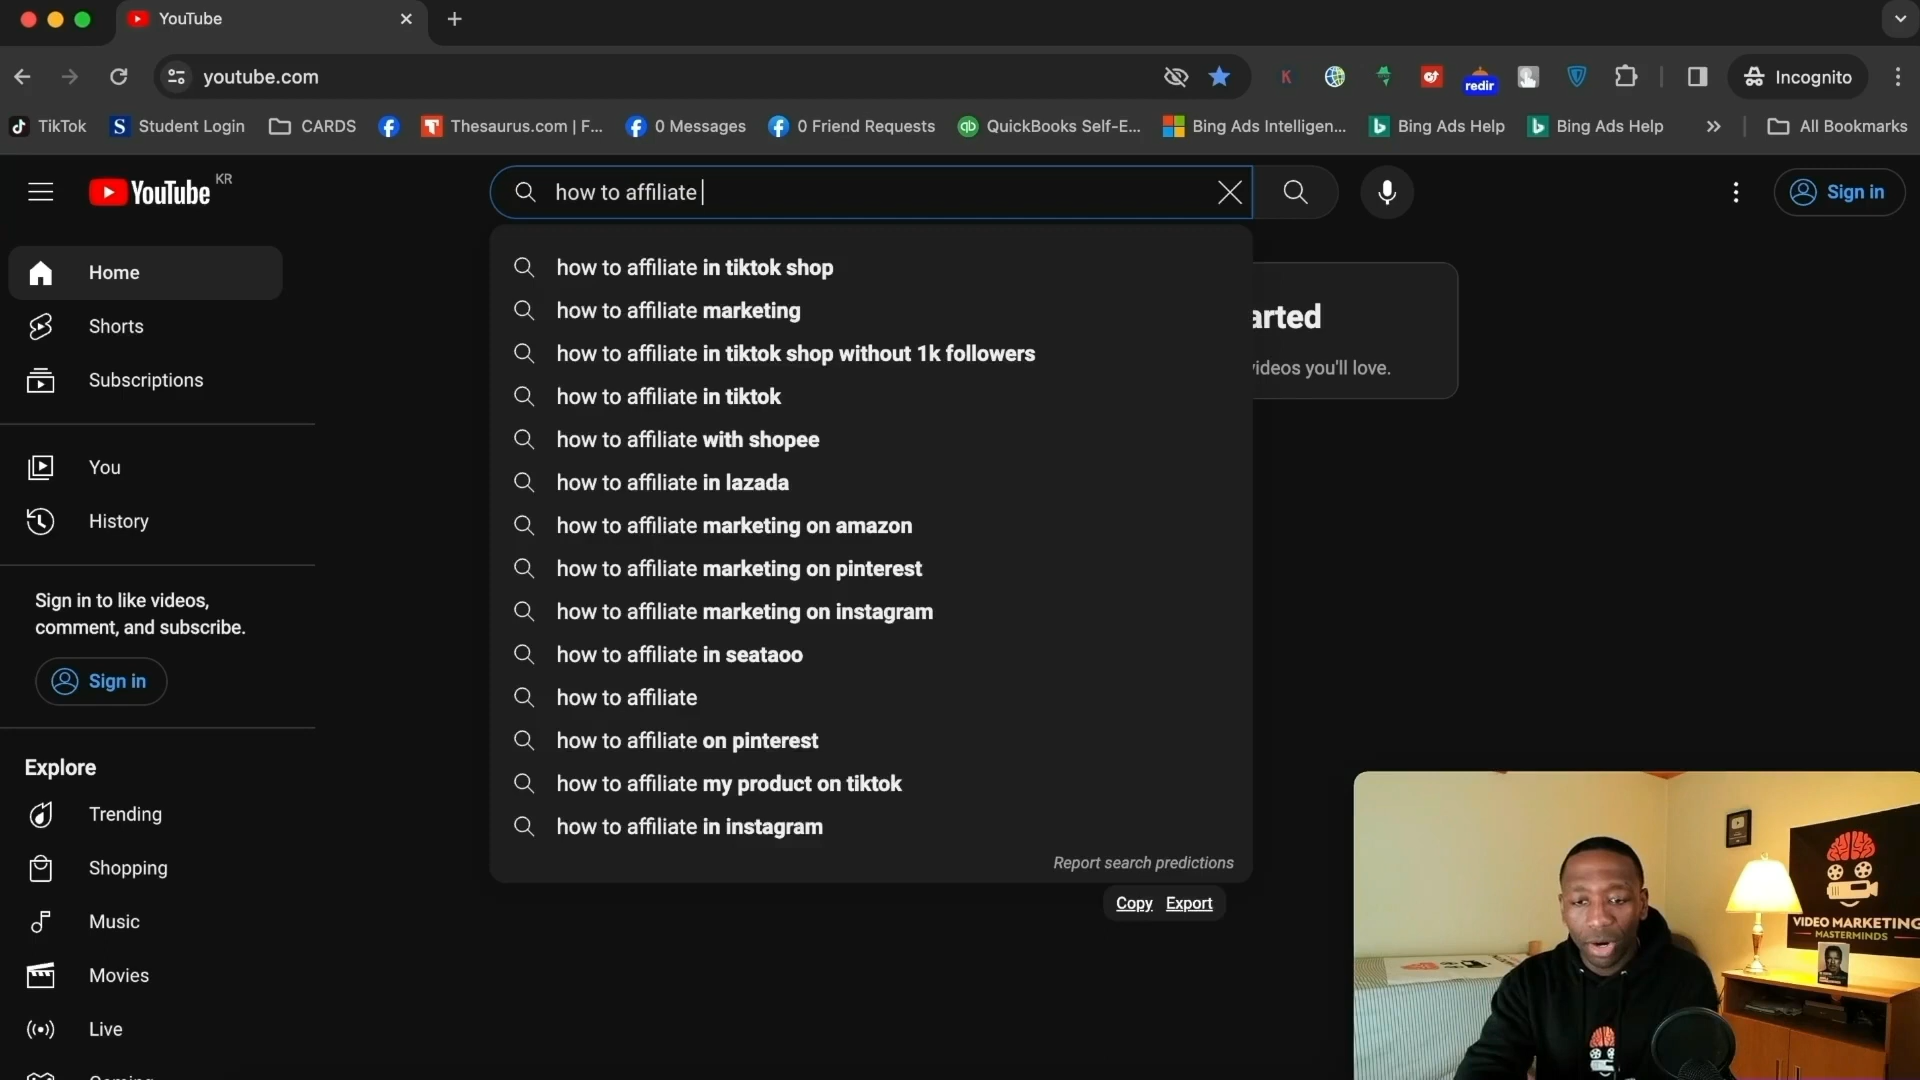 YouTube
youtube.com
redir
Incognito
TikTok
Student Login
CARDS
Thesaurus.com | F...
0 Messages
0 Friend Requests
QuickBooks Self-E...
Bing Ads Intelligen...
Bing Ads Help
Bing Ads Help
All Bookmarks
YouTube KR
how to affiliate
Sign in
Home
Shorts
Subscriptions
You
History
Sign in to like videos,
comment, and subscribe.
Sign in
Explore
Trending
Shopping
Music
Movies
Live
how to affiliate in tiktok shop
how to affiliate marketing
how to affiliate in tiktok shop without 1k followers
how to affiliate in tiktok
how to affiliate with shopee
how to affiliate in lazada
how to affiliate marketing on amazon
how to affiliate marketing on pinterest
how to affiliate marketing on instagram
how to affiliate in seataoo
how to affiliate
how to affiliate on pinterest
how to affiliate my product on tiktok
how to affiliate in instagram
Report search predictions
Copy Export
arted
videos you'll love.
VIDEO MARKETING
MASTERMINDS